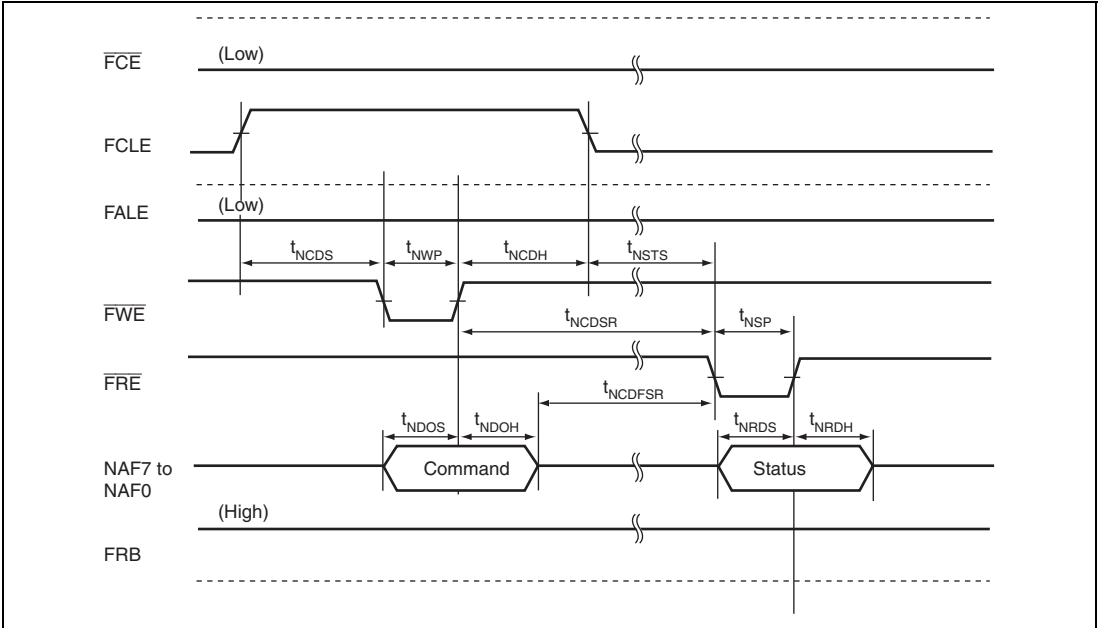 FCE (Low)
FCLE
FALE (Low)
tNCDS tNWP tNCDH tNSTS
FWE
tNCDSR tNSP
FRE
tNCDFSR
tNDOS tNDOH tNRDS tNRDH
NAF7 to
NAF0
Command Status
(High)
FRB